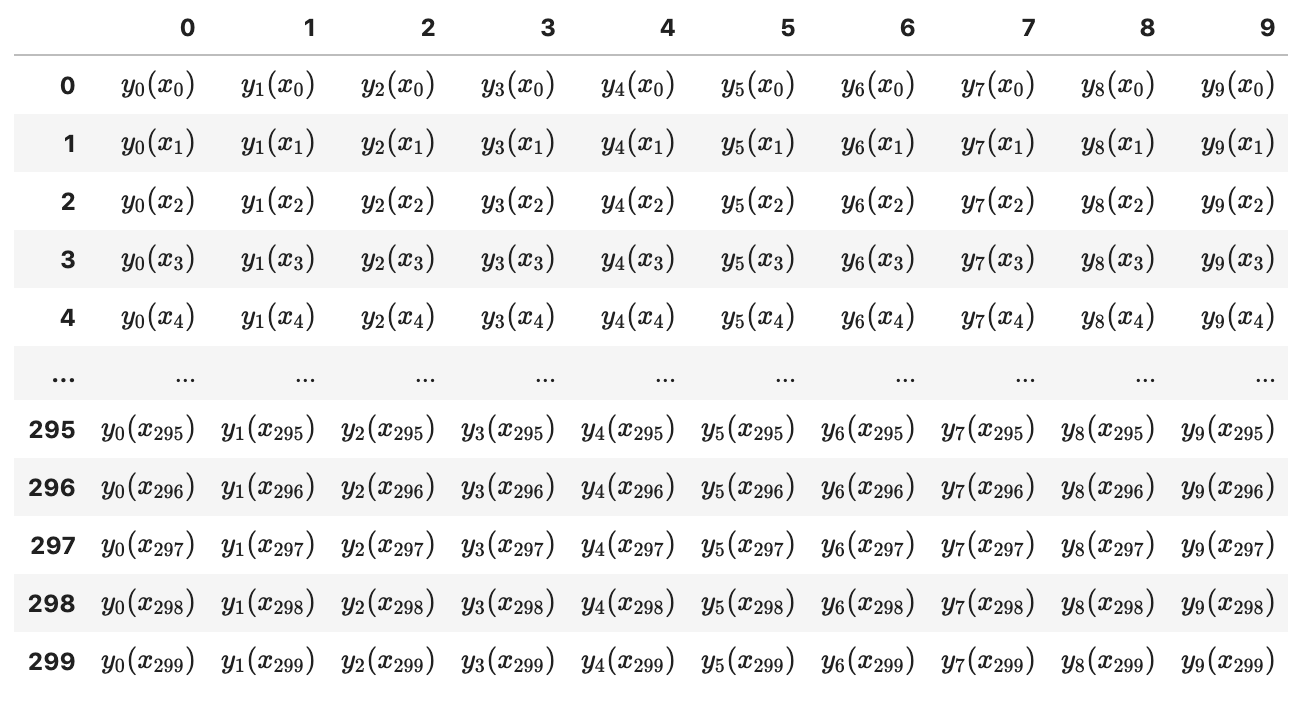 0 1 2 3 4 5 6 7 8 9
0 y₀(x₀) y₁(x₀) y₂(x₀) y₃(x₀) y₄(x₀) y₅(x₀) y₆(x₀) y₇(x₀) y₈(x₀) y₉(x₀)
1 y₀(x₁) y₁(x₁) y₂(x₁) y₃(x₁) y₄(x₁) y₅(x₁) y₆(x₁) y₇(x₁) y₈(x₁) y₉(x₁)
2 y₀(x₂) y₁(x₂) y₂(x₂) y₃(x₂) y₄(x₂) y₅(x₂) y₆(x₂) y₇(x₂) y₈(x₂) y₉(x₂)
3 y₀(x₃) y₁(x₃) y₂(x₃) y₃(x₃) y₄(x₃) y₅(x₃) y₆(x₃) y₇(x₃) y₈(x₃) y₉(x₃)
4 y₀(x₄) y₁(x₄) y₂(x₄) y₃(x₄) y₄(x₄) y₅(x₄) y₆(x₄) y₇(x₄) y₈(x₄) y₉(x₄)
... ... ... ... ... ... ... ... ... ... ...
295 y₀(x₂₉₅) y₁(x₂₉₅) y₂(x₂₉₅) y₃(x₂₉₅) y₄(x₂₉₅) y₅(x₂₉₅) y₆(x₂₉₅) y₇(x₂₉₅) y₈(x₂₉₅) y₉(x₂₉₅)
296 y₀(x₂₉₆) y₁(x₂₉₆) y₂(x₂₉₆) y₃(x₂₉₆) y₄(x₂₉₆) y₅(x₂₉₆) y₆(x₂₉₆) y₇(x₂₉₆) y₈(x₂₉₆) y₉(x₂₉₆)
297 y₀(x₂₉₇) y₁(x₂₉₇) y₂(x₂₉₇) y₃(x₂₉₇) y₄(x₂₉₇) y₅(x₂₉₇) y₆(x₂₉₇) y₇(x₂₉₇) y₈(x₂₉₇) y₉(x₂₉₇)
298 y₀(x₂₉₈) y₁(x₂₉₈) y₂(x₂₉₈) y₃(x₂₉₈) y₄(x₂₉₈) y₅(x₂₉₈) y₆(x₂₉₈) y₇(x₂₉₈) y₈(x₂₉₈) y₉(x₂₉₈)
299 y₀(x₂₉₉) y₁(x₂₉₉) y₂(x₂₉₉) y₃(x₂₉₉) y₄(x₂₉₉) y₅(x₂₉₉) y₆(x₂₉₉) y₇(x₂₉₉) y₈(x₂₉₉) y₉(x₂₉₉)